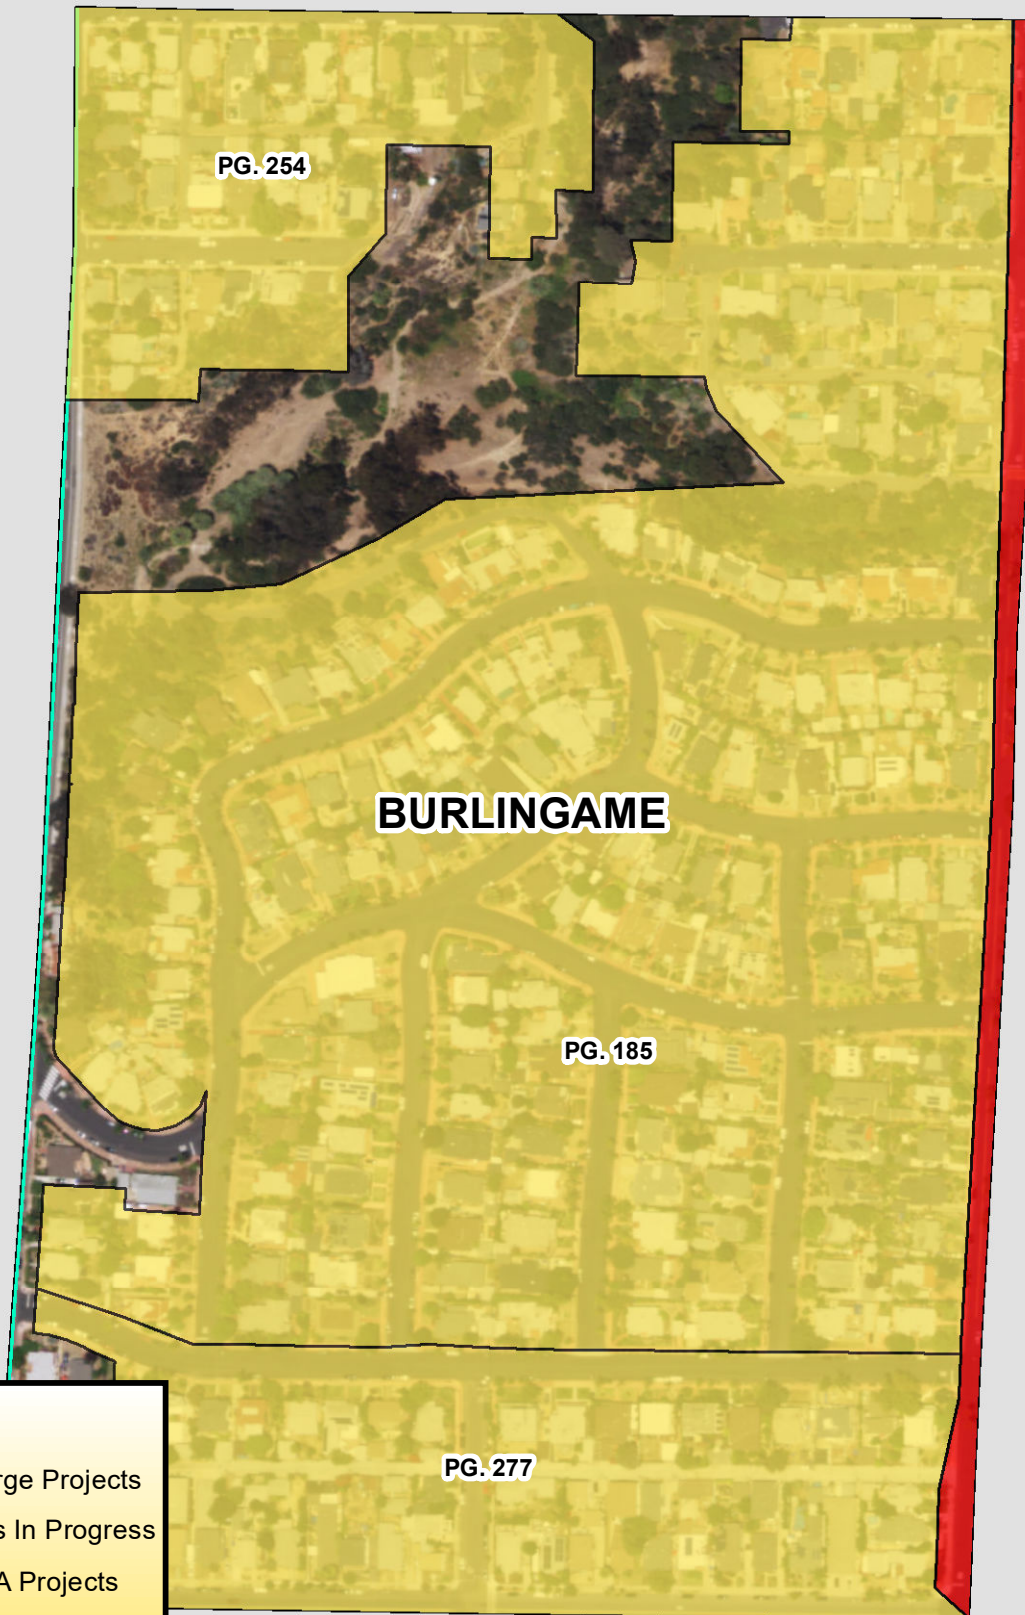 PG. 254
BURLINGAME
PG. 185
PG. 277
Projects
In Progress
Projects